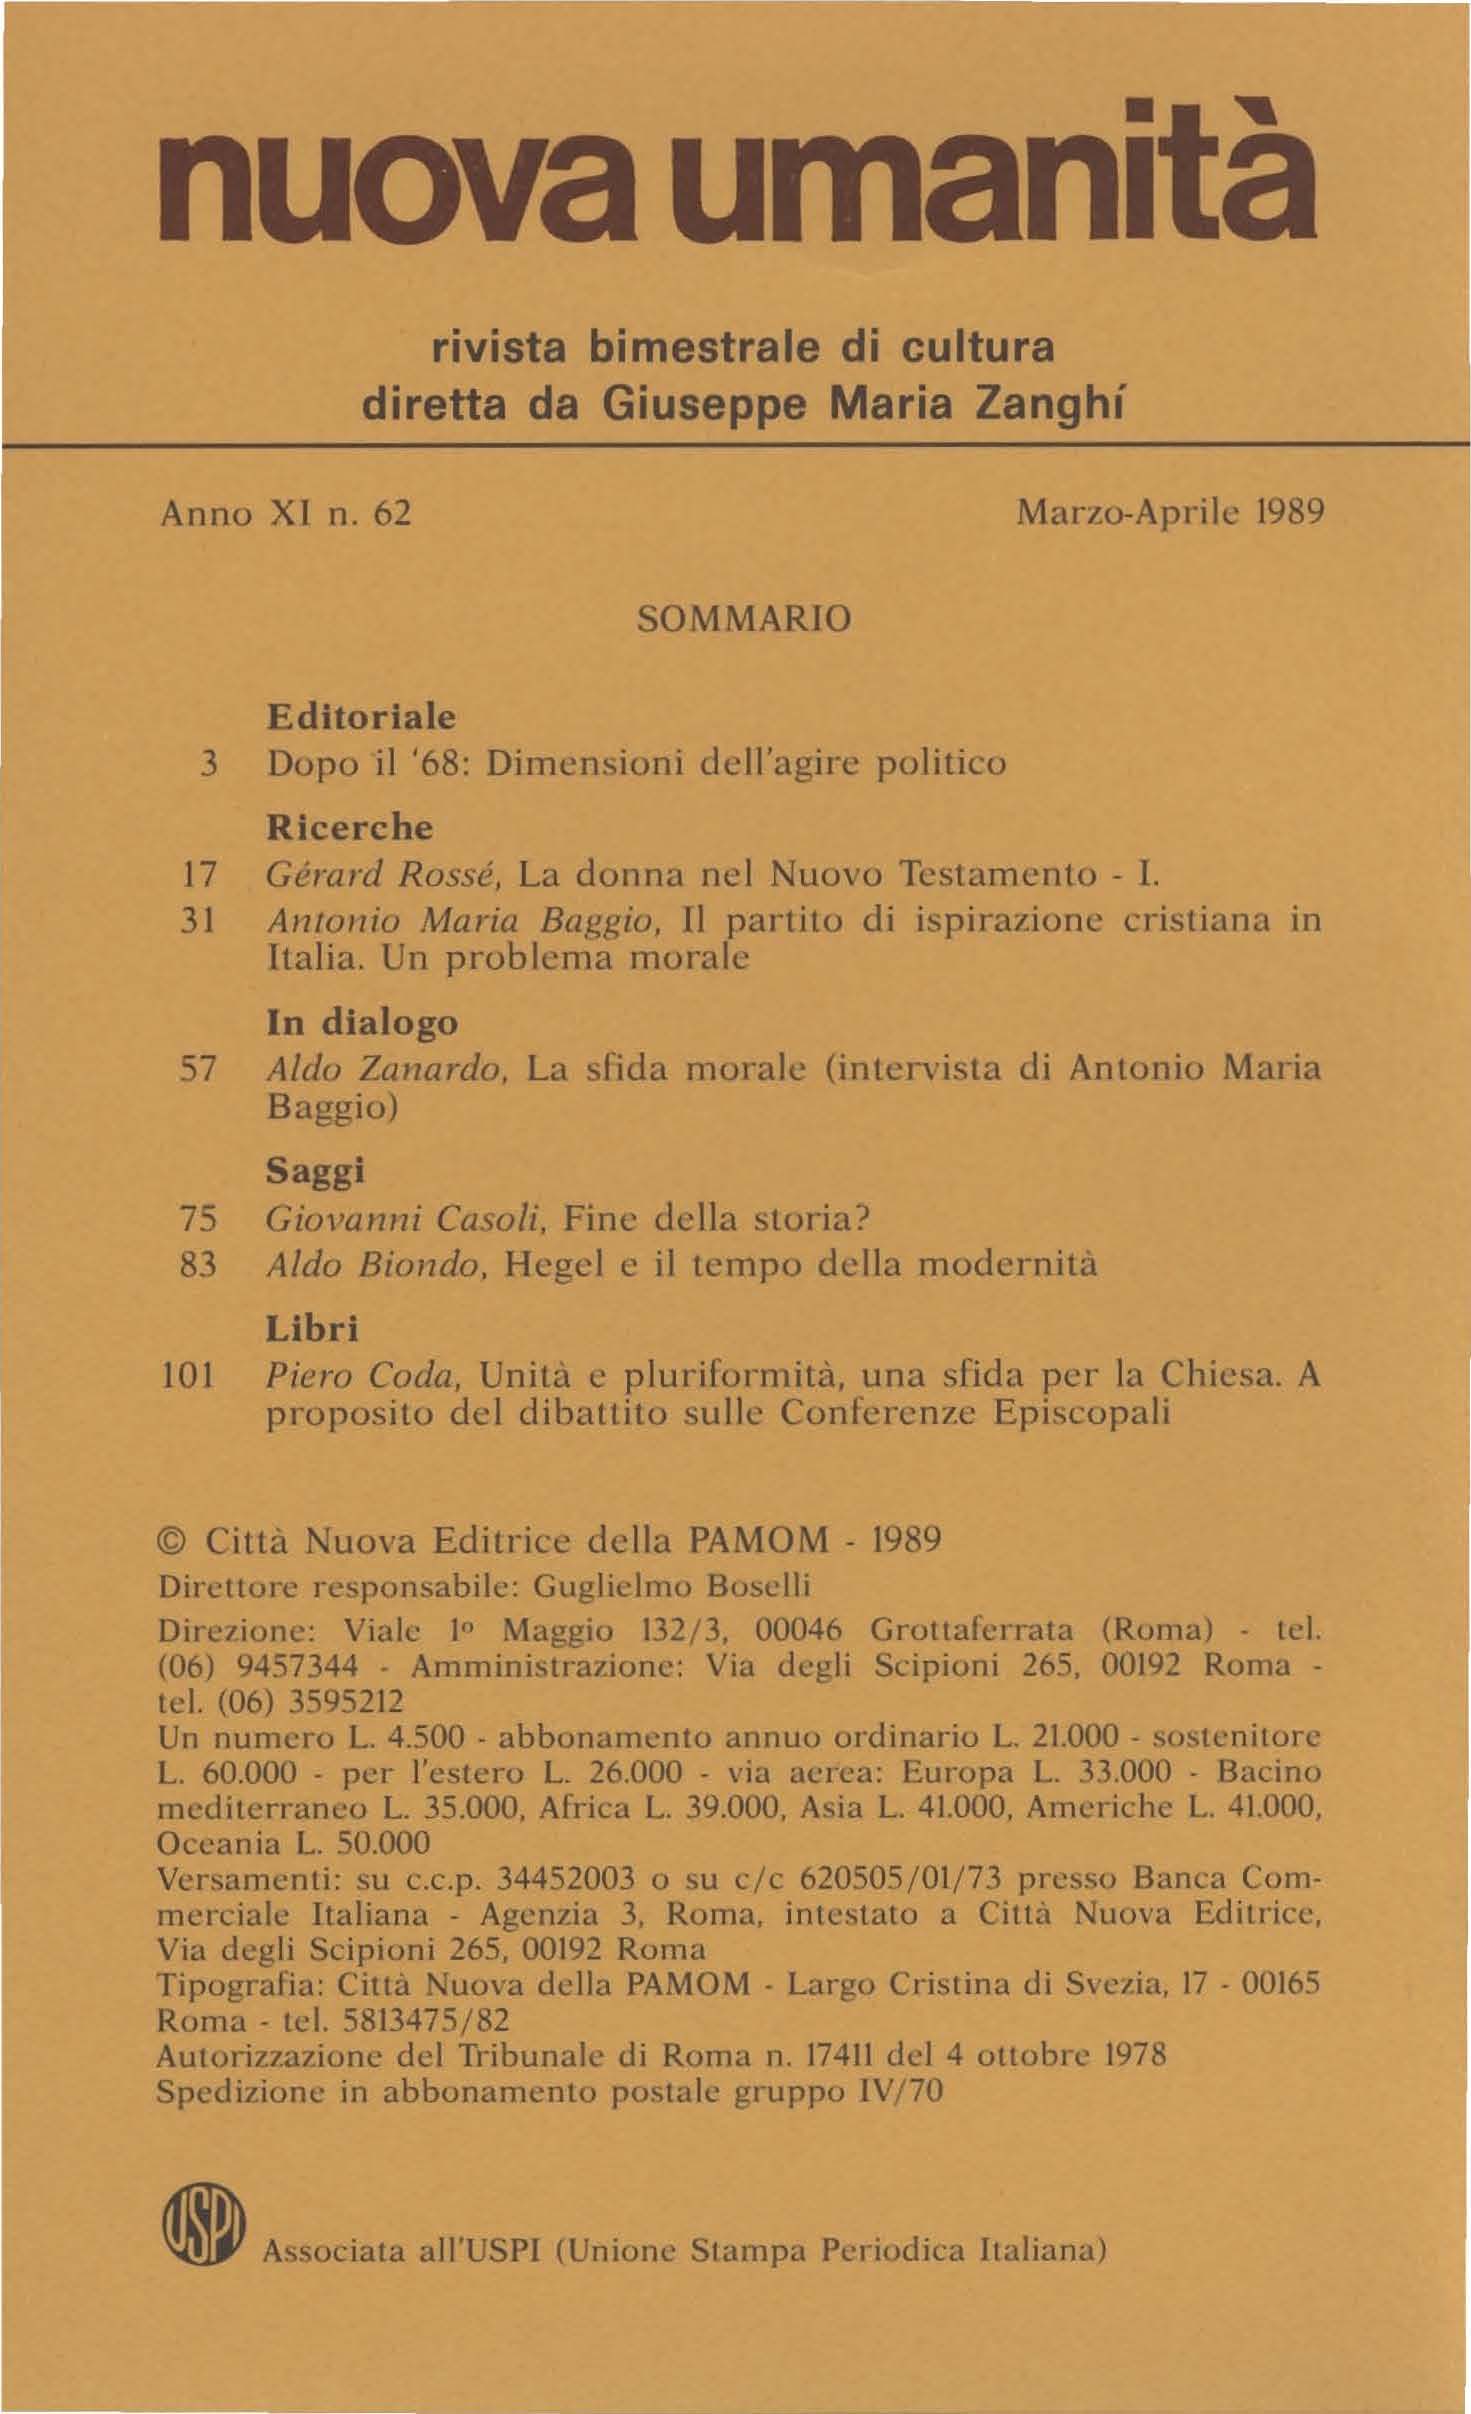 nuova umanità
rivista bimestrale di cultura
diretta da Giuseppe Maria Zanghí
Anno XI n. 62 Marzo-Aprile 1989
SOMMARIO
Editoriale
3 Dopo il '68: Dimensioni dell'agire politico
Ricerche
17 Gérard Rossé, La donna nel Nuovo Testamento - I.
31 Antonio Maria Baggio, Il partito di ispirazione cristiana in
Italia. Un problema morale
In dialogo
57 Aldo Zanardo, La sfida morale (intervista di Antonio Maria
Baggio)
Saggi
75 Giovanni Casoli, Fine della storia?
83 Aldo Biondo, Hegel e il tempo della modernità
Libri
101 Piero Coda, Unità e pluriformità, una sfida per la Chiesa. A
proposito del dibattito sulle Conferenze Episcopali
© Città Nuova Editrice della PAMOM - 1989
Direttore responsabile: Guglielmo Boselli
Direzione: Viale 1º Maggio 132/3, 00046 Grottaferrata (Roma) - tel.
(06) 9457344 - Amministrazione: Via degli Scipioni 265, 00192 Roma -
tel. (06) 3595212
Un numero L. 4.500 - abbonamento annuo ordinario L. 21.000 - sostenitore
L. 60.000 - per l'estero L. 26.000 - via aerea: Europa L. 33.000 - Bacino
mediterraneo L. 35.000, Africa L. 39.000, Asia L. 41.000, Americhe L. 41.000,
Oceania L. 50.000
Versamenti: su c.c.p. 34452003 o su c/c 620505/01/73 presso Banca Com-
merciale Italiana - Agenzia 3, Roma, intestato a Città Nuova Editrice,
Via degli Scipioni 265, 00192 Roma
Tipografia: Città Nuova della PAMOM - Largo Cristina di Svezia, 17 - 00165
Roma - tel. 5813475/82
Autorizzazione del Tribunale di Roma n. 17411 del 4 ottobre 1978
Spedizione in abbonamento postale gruppo IV/70
USPI Associata all'USPI (Unione Stampa Periodica Italiana)